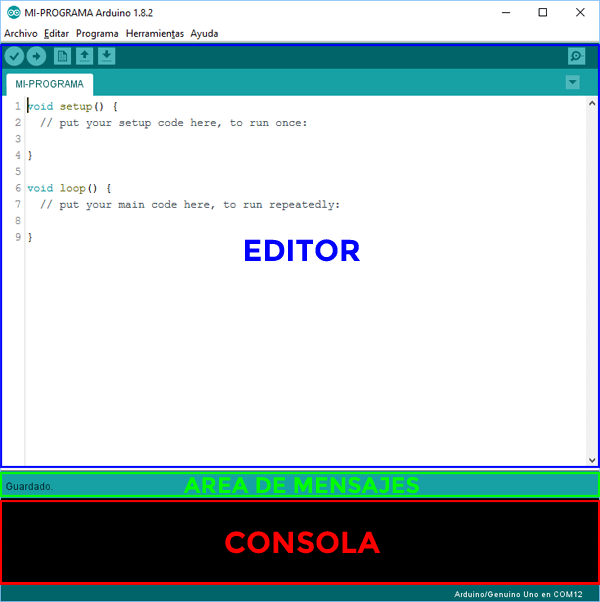 MI-PROGRAMA Arduino 1.8.2
Archivo Editar Programa Herramientas Ayuda
MI-PROGRAMA
1 void setup() {
2 // put your setup code here, to run once:
3
4 }
5
6 void loop() {
7 // put your main code here, to run repeatedly:
8
9 }
EDITOR
Guardado.
AREA DE MENSAJES
CONSOLA
Arduino/Genuino Uno en COM12